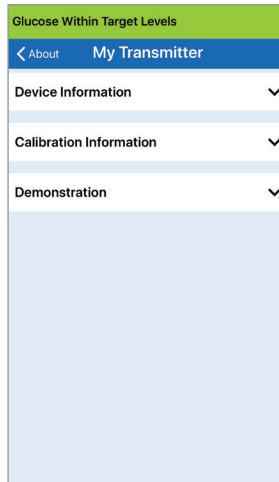 Glucose Within Target Levels
About My Transmitter
Device Information
Calibration Information
Demonstration